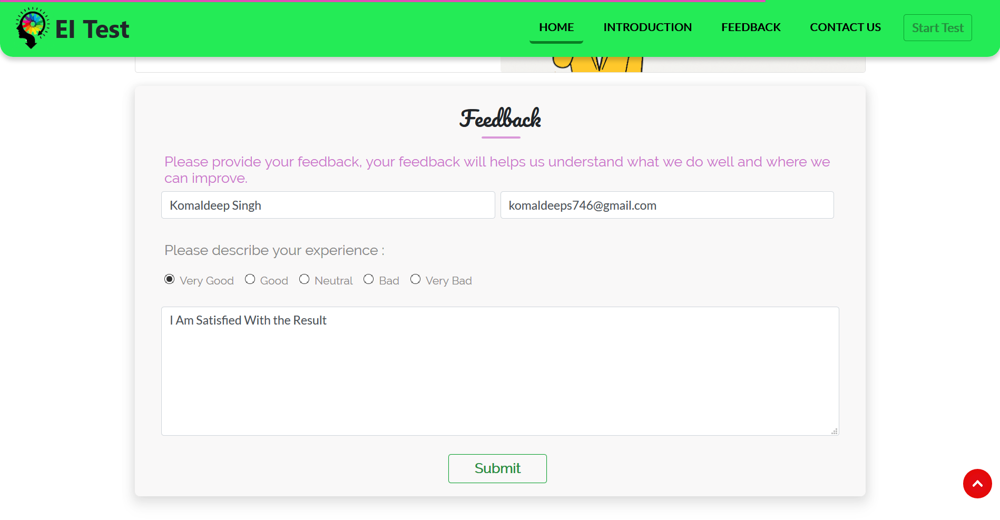 EI Test
HOME INTRODUCTION FEEDBACK CONTACT US Start Test
Feedback
Please provide your feedback, your feedback will helps us understand what we do well and where we
can improve.
Komaldeep Singh komaldeeps746@gmail.com
Please describe your experience :
Very Good Good Neutral Bad Very Bad
I Am Satisfied With the Result
Submit